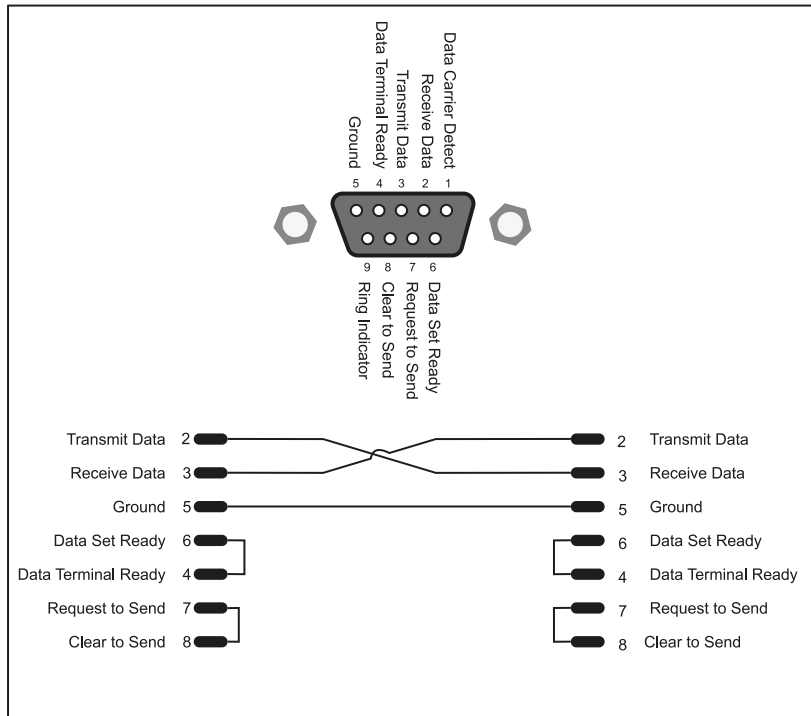 Ground
Data Terminal Ready
Transmit Data
Receive Data
Data Carrier Detect
5 4 3 2 1
9 8 7 6
Ring Indicator
Clear to Send
Request to Send
Data Set Ready
Transmit Data 2 2 Transmit Data
Receive Data 3 3 Receive Data
Ground 5 5 Ground
Data Set Ready 6 6 Data Set Ready
Data Terminal Ready 4 4 Data Terminal Ready
Request to Send 7 7 Request to Send
Clear to Send 8 8 Clear to Send